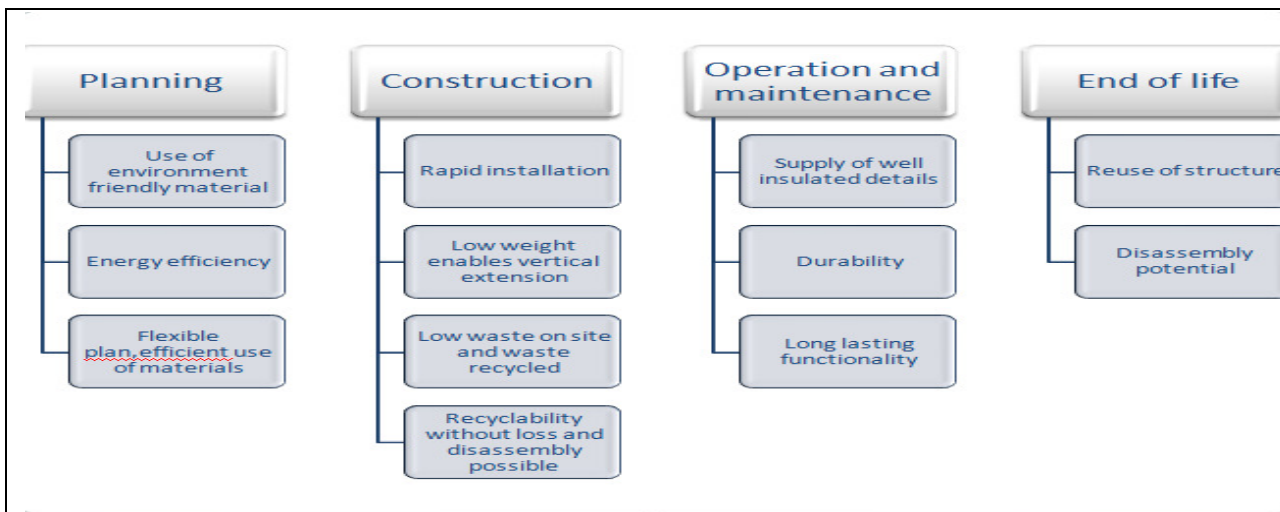 Planning
Use of
environment
friendly material
Energy efficiency
Flexible
plan,efficient use
of materials
Construction
Rapid installation
Low weight
enables vertical
extension
Low waste on site
and waste
recycled
Recyclability
without loss and
disassembly
possible
Operation and
maintenance
Supply of well
insulated details
Durability
Long lasting
functionality
End of life
Reuse of structure
Disassembly
potential